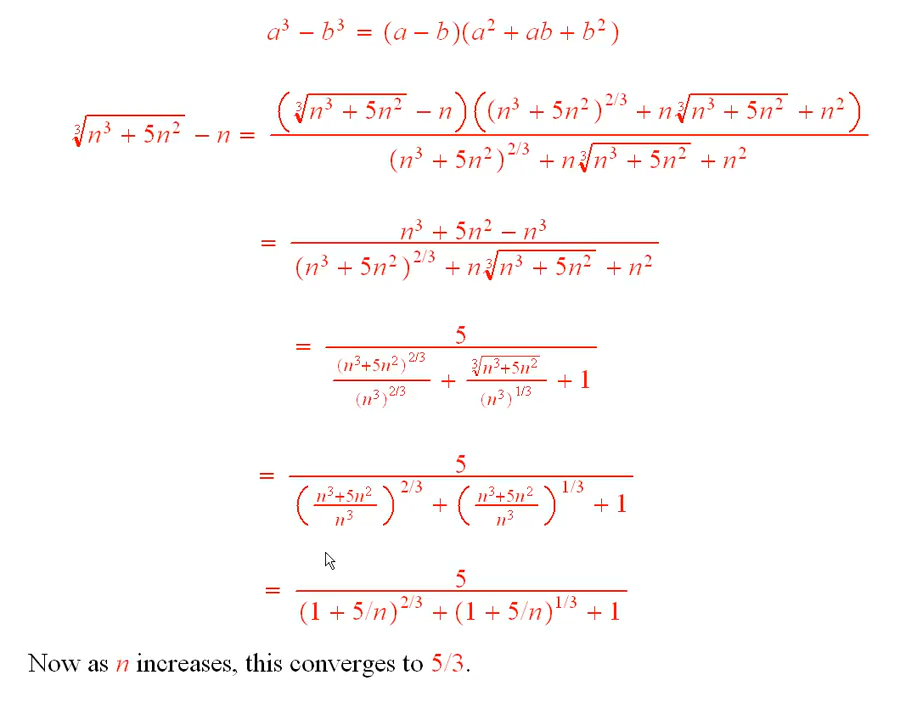 a³ − b³ = (a − b)(a² + ab + b²)
∛(n³ + 5n²) − n = ((∛(n³ + 5n²) − n)((n³ + 5n²)^(2/3) + n∛(n³ + 5n²) + n²)) / ((n³ + 5n²)^(2/3) + n∛(n³ + 5n²) + n²)
= (n³ + 5n² − n³) / ((n³ + 5n²)^(2/3) + n∛(n³ + 5n²) + n²)
= 5 / ((n³+5n²)^(2/3) / (n³)^(2/3) + ∛(n³+5n²) / (n³)^(1/3) + 1)
= 5 / (((n³+5n²)/n³)^(2/3) + ((n³+5n²)/n³)^(1/3) + 1)
= 5 / ((1 + 5/n)^(2/3) + (1 + 5/n)^(1/3) + 1)
Now as n increases, this converges to 5/3.